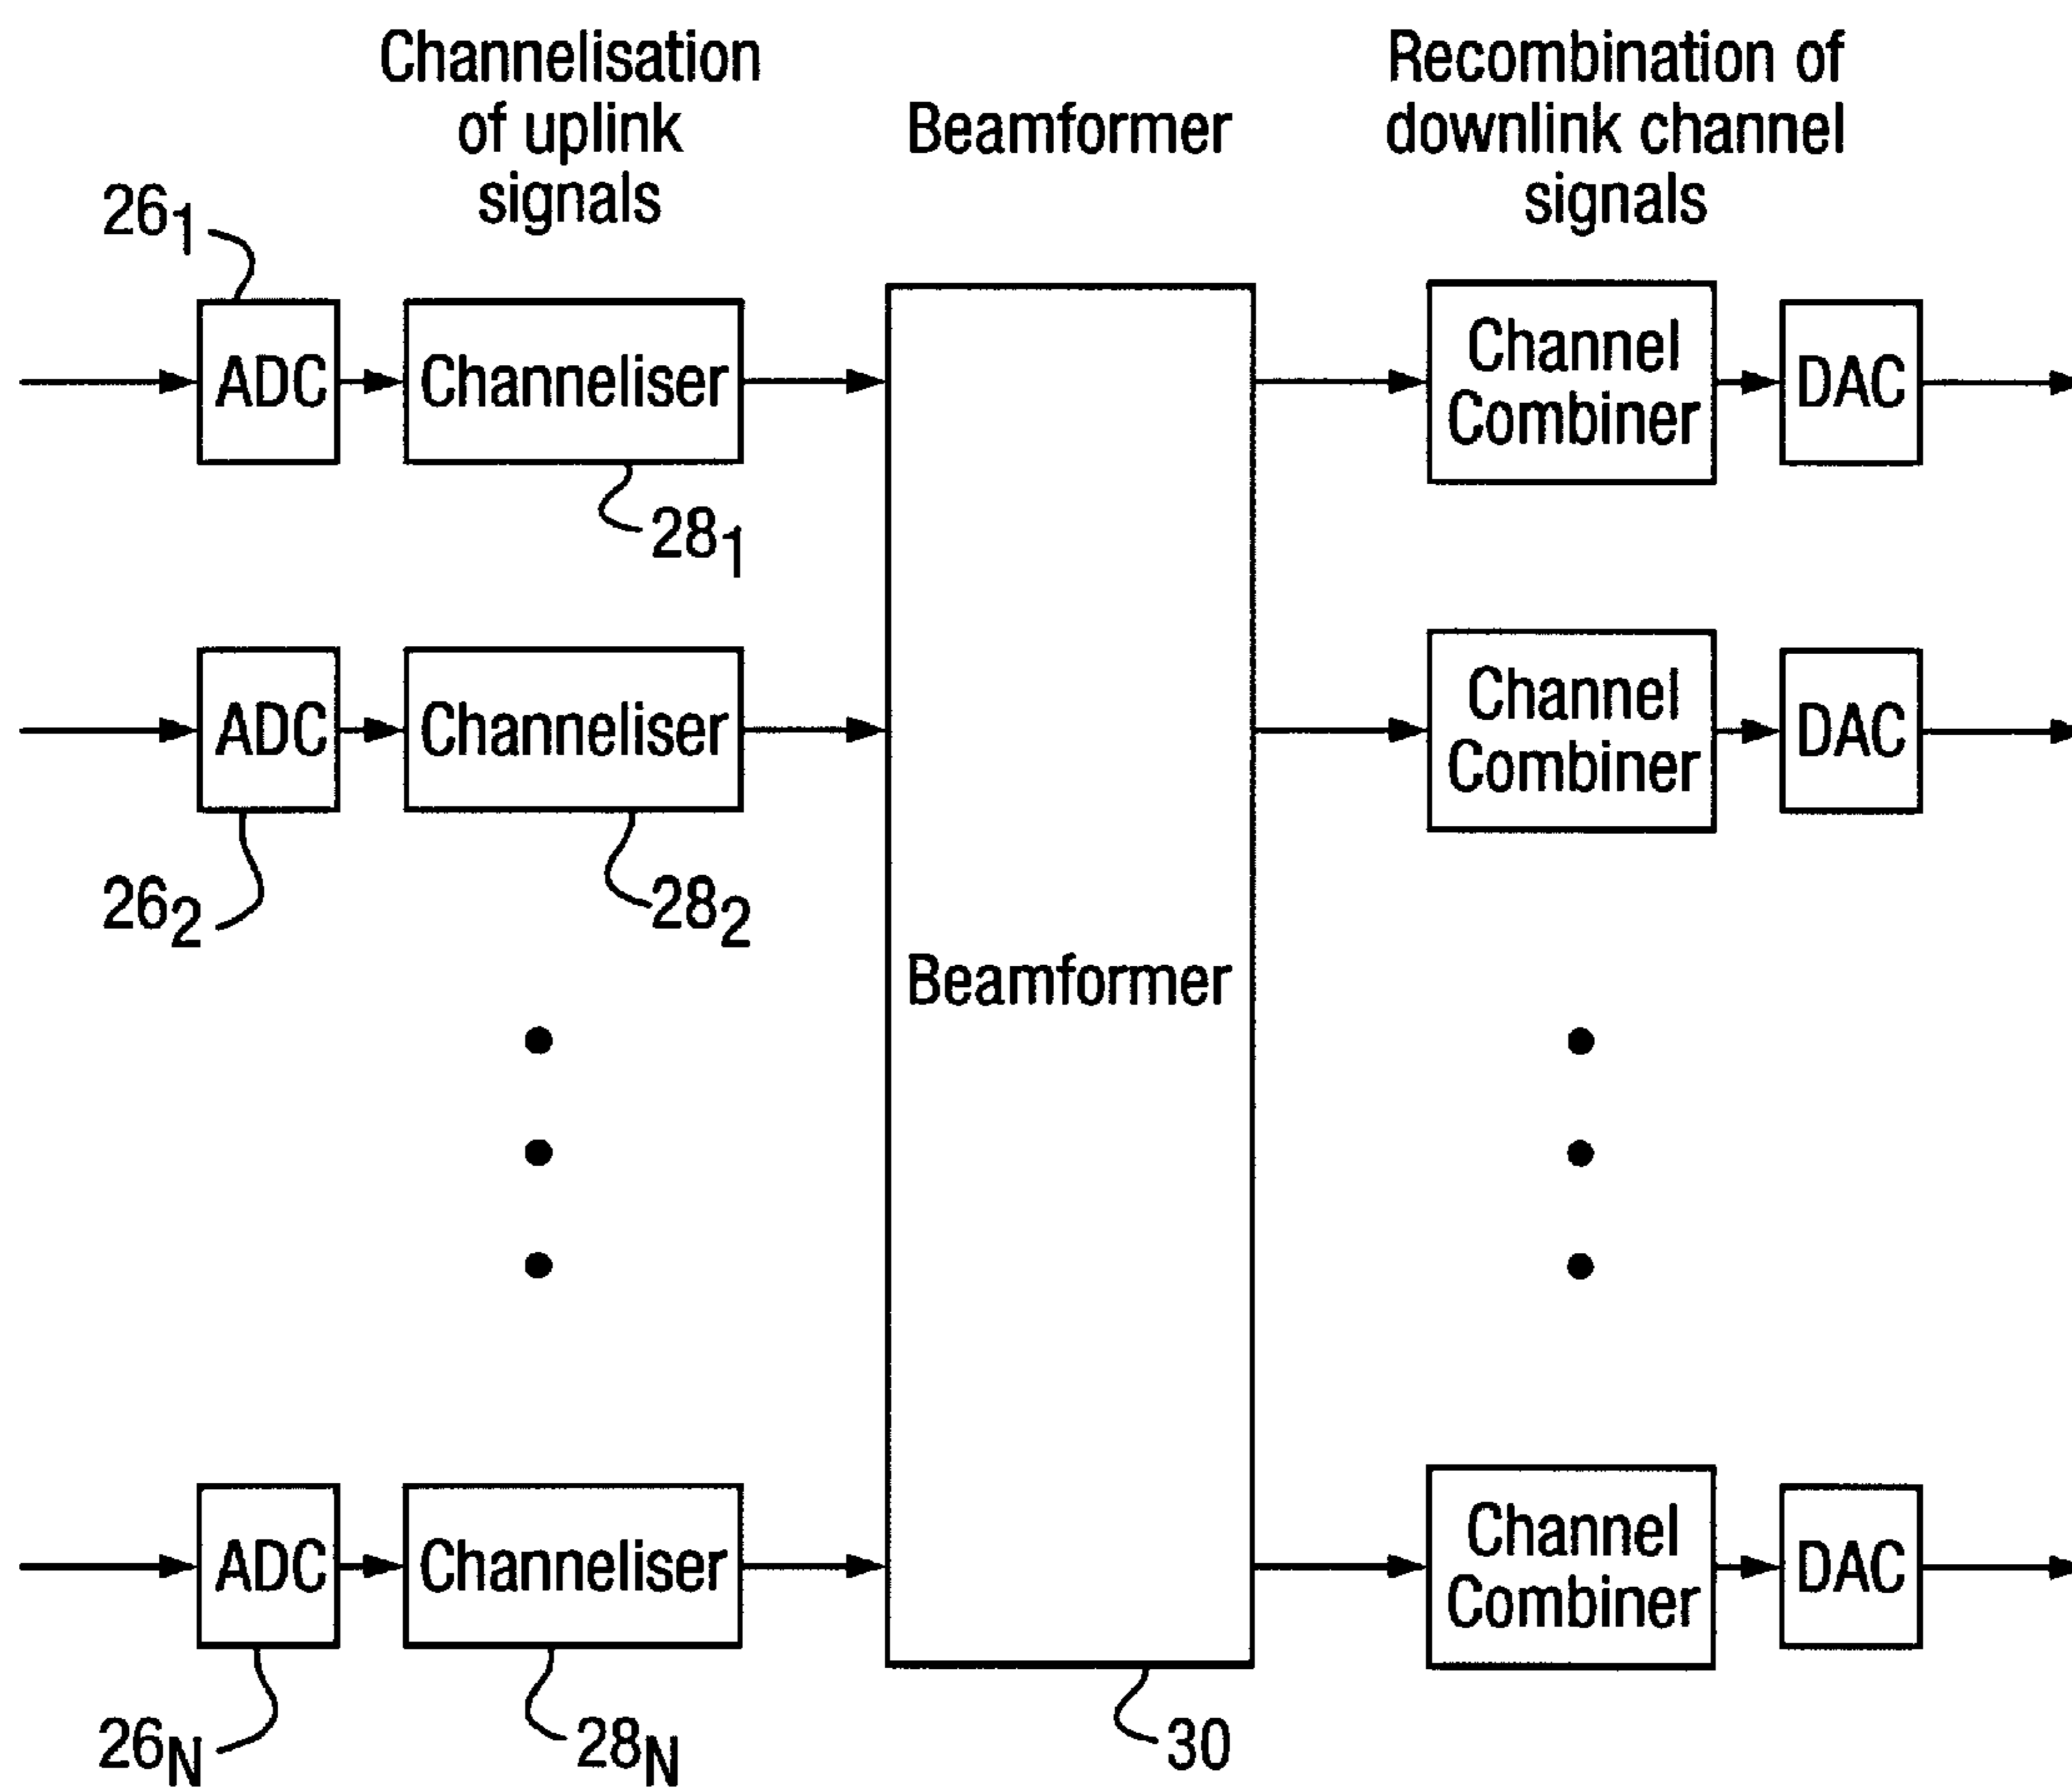 Channelisation
of uplink
signals
Beamformer
Recombination of
downlink channel
signals
26₁
ADC
Channeliser
28₁
Channel
Combiner
DAC
ADC
Channeliser
26₂
28₂
Channel
Combiner
DAC
Beamformer
ADC
Channeliser
Channel
Combiner
DAC
26N
28N
30